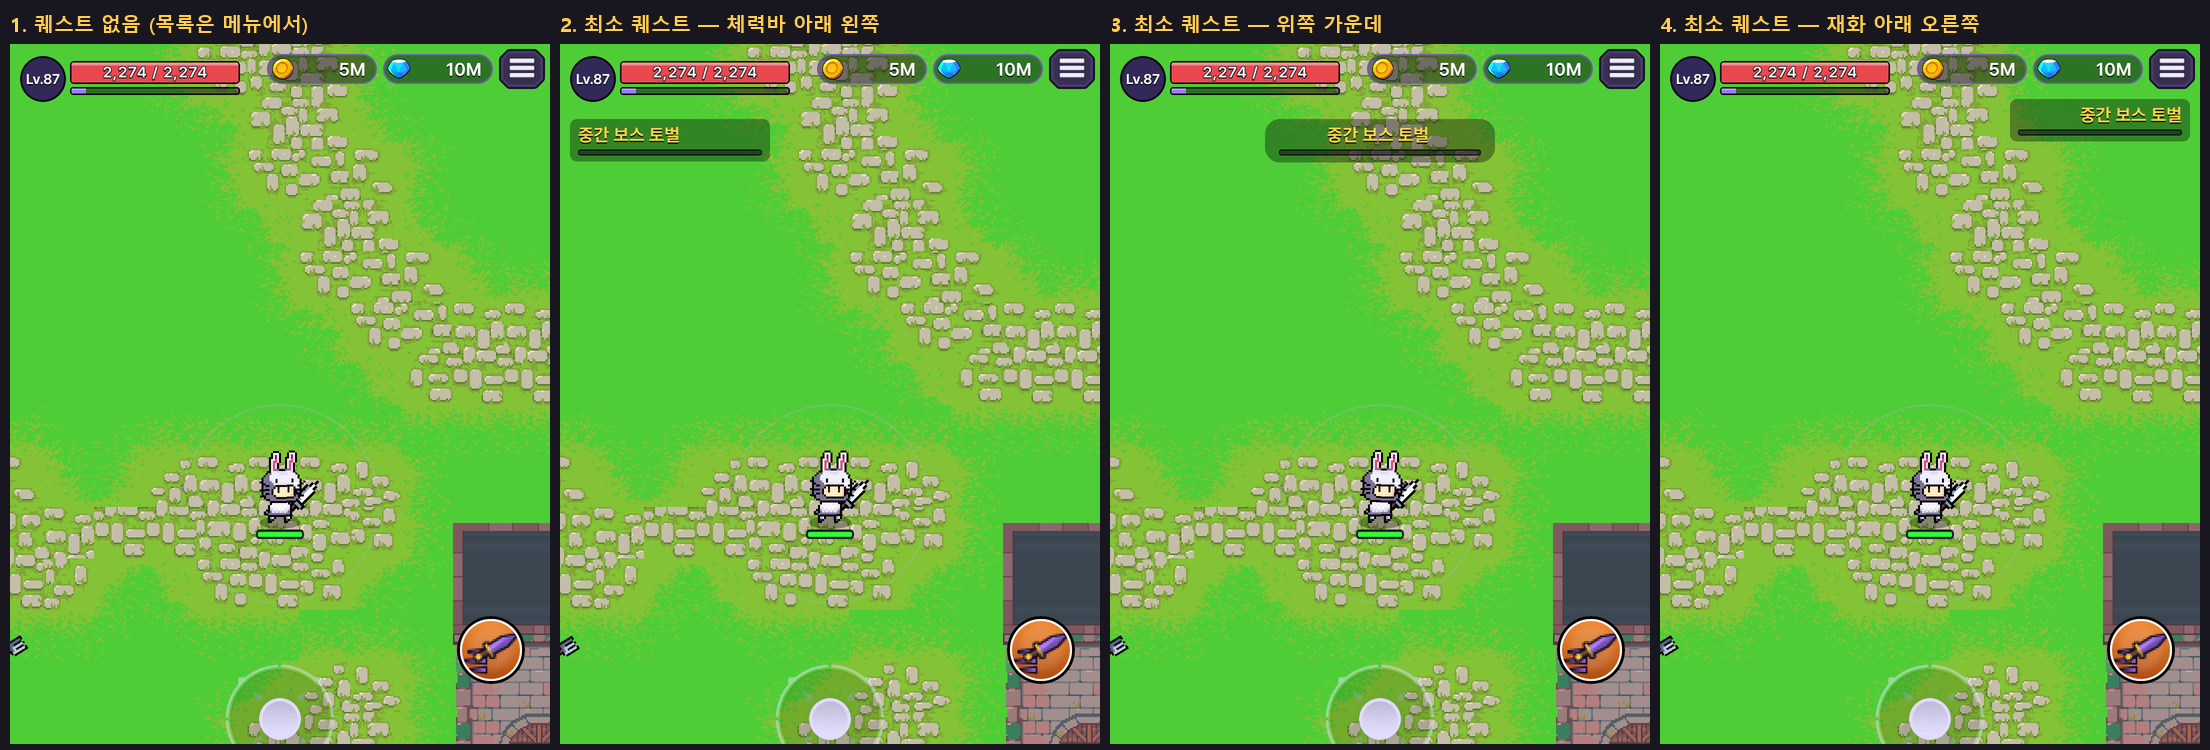 1. 퀘스트 없음 (목록은 메뉴에서)
Lv.87
2,274 / 2,274
5M
10M
2. 최소 퀘스트 — 체력바 아래 왼쪽
Lv.87
2,274 / 2,274
5M
10M
중간 보스 토벌
3. 최소 퀘스트 — 위쪽 가운데
Lv.87
2,274 / 2,274
5M
10M
중간 보스 토벌
4. 최소 퀘스트 — 재화 아래 오른쪽
Lv.87
2,274 / 2,274
5M
10M
중간 보스 토벌